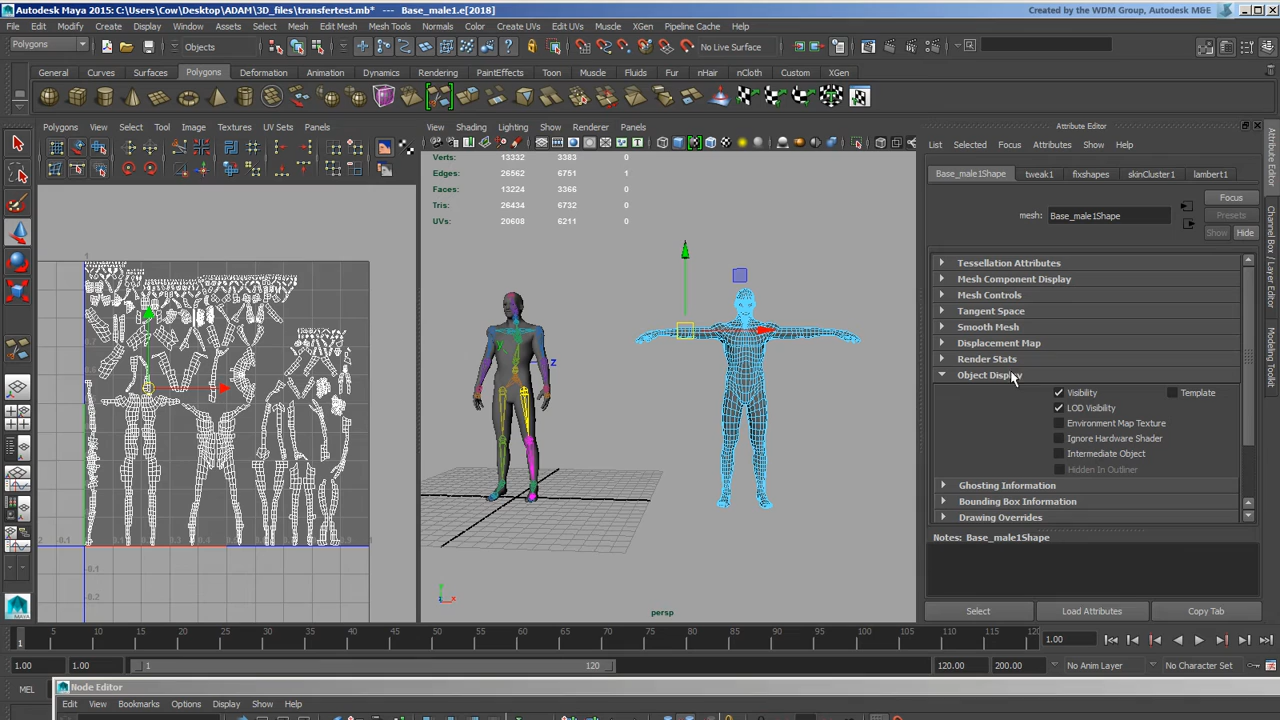 Autodesk Maya 2015: C:\Users\Cow\Desktop\ADAM\3D_files\transfertest.mb* --- Base_male1.e[2018]
Created by the WDM Group, Autodesk MGE
File Edit Modify Create Display Window Assets Select Mesh Edit Mesh Proxy Normals Color Create UVs Edit UVs Muscle XGen Pipeline Cache Help
Polygons Objects No Live Surface
General Curves Surfaces Polygons Deformation Animation Dynamics Rendering PaintEffects Toon Muscle Fluids Fur nHair nCloth Custom XGen
Polygons View Select Tool Image Textures UV Sets Panels
View Shading Lighting Show Renderer Panels
Attribute Editor
List Selected Focus Attributes Show Help
Verts: 13332 3383 0
Edges: 26562 6751 1
Faces: 13224 3366 0
Tris: 26434 6732 0
UVs: 20608 6211 0
Base_male1Shape tweak1 fixshapes skinCluster1 lambert1
Focus
mesh: Base_male1Shape
Presets
Show Hide
Tessellation Attributes
Mesh Component Display
Mesh Controls
Tangent Space
Smooth Mesh
Displacement Map
Render Stats
Object Display
Visibility Template
LOD Visibility
Environment Map Texture
Ignore Hardware Shader
Intermediate Object
Hidden In Outliner
Ghosting Information
Bounding Box Information
Drawing Overrides
Notes: Base_male1Shape
Select Load Attributes Copy Tab
Attribute Editor
Channel Box / Layer Editor
Modeling Toolkit
y
z
persp
5 10 15 20 25 30 35 40 45 50 55 60 65 70 75 80 85 90 95 100 105 110 115 120
1
1.00
1.00 1.00 1 120 120.00 200.00 No Anim Layer No Character Set
MEL
Node Editor
Edit View Bookmarks Options Display Show Help